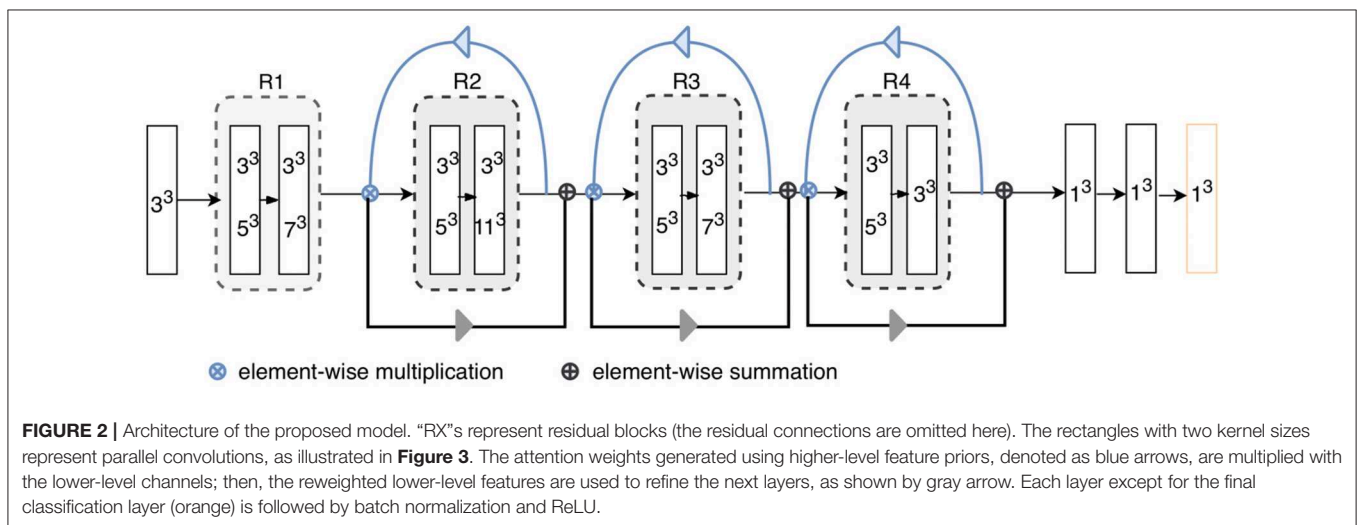 R1
R2
R3
R4
3³
3³ 3³
5³ 7³
3³ 3³
5³ 11³
3³ 3³
5³ 7³
3³ 3³
5³
1³ 1³ 1³
⊗ element-wise multiplication ⊕ element-wise summation
FIGURE 2 | Architecture of the proposed model. “RX”s represent residual blocks (the residual connections are omitted here). The rectangles with two kernel sizes
represent parallel convolutions, as illustrated in Figure 3. The attention weights generated using higher-level feature priors, denoted as blue arrows, are multiplied with
the lower-level channels; then, the reweighted lower-level features are used to refine the next layers, as shown by gray arrow. Each layer except for the final
classification layer (orange) is followed by batch normalization and ReLU.